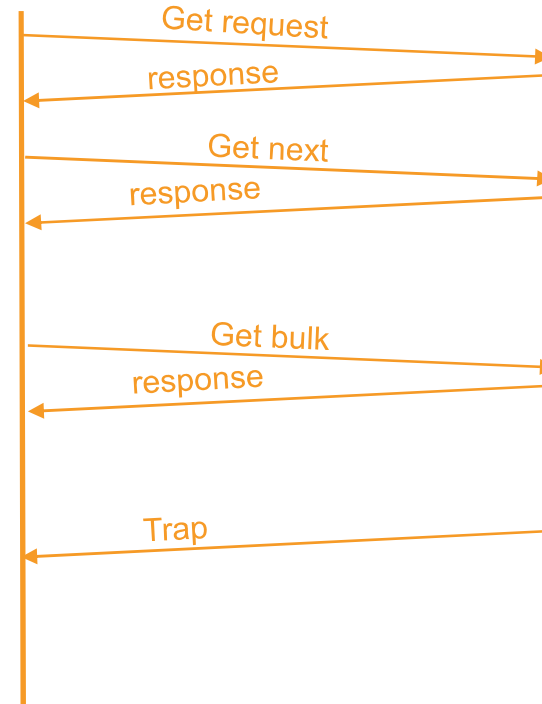 Get request
response
Get next
response
Get bulk
response
Trap